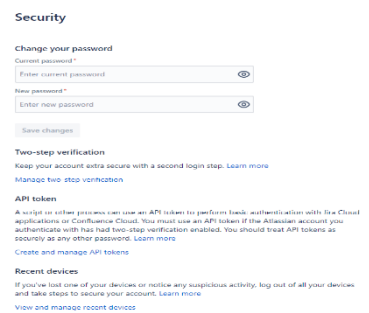 Security
Change your password
Current password *
Enter current password
New password *
Enter new password
Save changes
Two-step verification
Keep your account extra secure with a second login step. Learn more
Manage two-step verification
API token
A script or other process can use an API token to perform basic authentication with Jira Cloud
applications or Confluence Cloud. You must use an API token if the Atlassian account you
authenticate with has had two-step verification enabled. You should treat API tokens as
securely as any other password. Learn more
Create and manage API tokens
Recent devices
If you've lost one of your devices or notice any suspicious activity, log out of all your devices
and take steps to secure your account. Learn more
View and manage recent devices